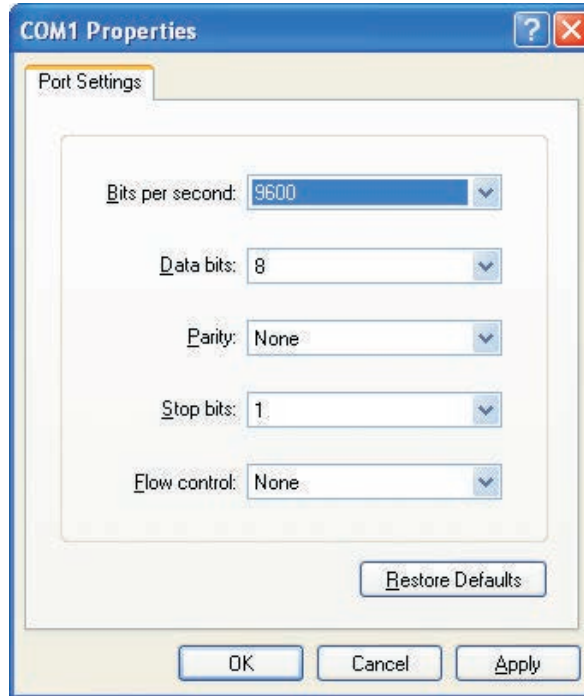 COM1 Properties
Port Settings
Bits per second: 9600
Data bits: 8
Parity: None
Stop bits: 1
Flow control: None
Restore Defaults
OK Cancel Apply